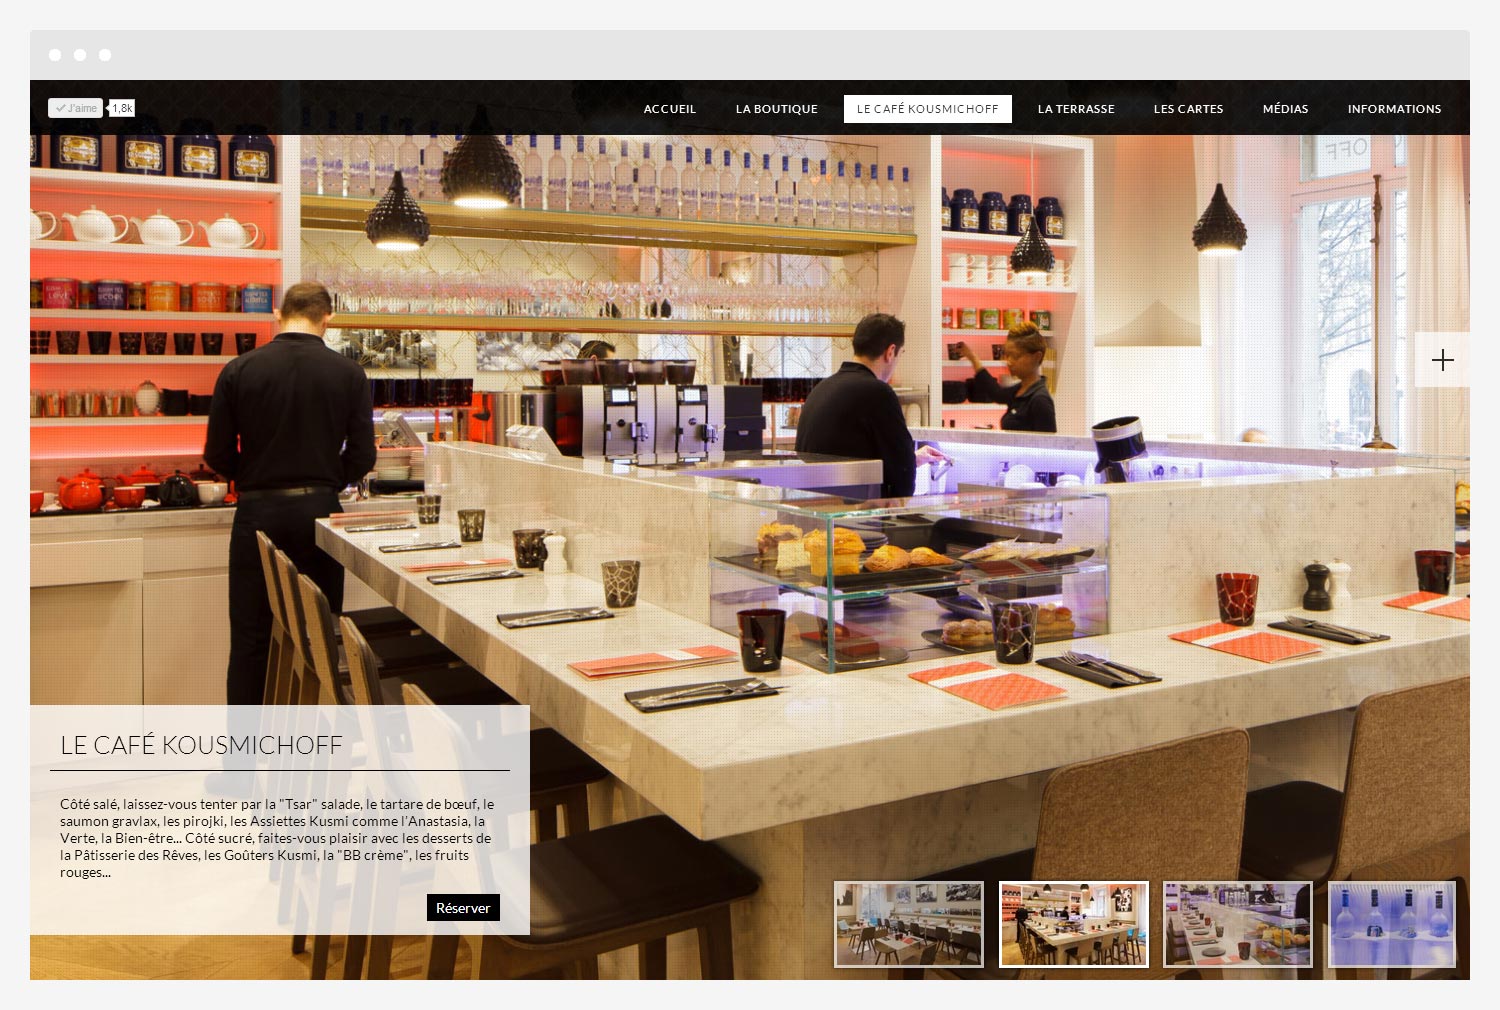 J'aime 1,8k
ACCUEIL LA BOUTIQUE LE CAFÉ KOUSMICHOFF LA TERRASSE LES CARTES MÉDIAS INFORMATIONS
LE CAFÉ KOUSMICHOFF
Côté salé, laissez-vous tenter par la "Tsar" salade, le tartare de bœuf, le
saumon gravlax, les pirojki, les Assiettes Kusmi comme l'Anastasia, la
Verte, la Bien-être... Côté sucré, faites-vous plaisir avec les desserts de
la Pâtisserie des Rêves, les Goûters Kusmi, la "BB crème", les fruits
rouges...
Réserver